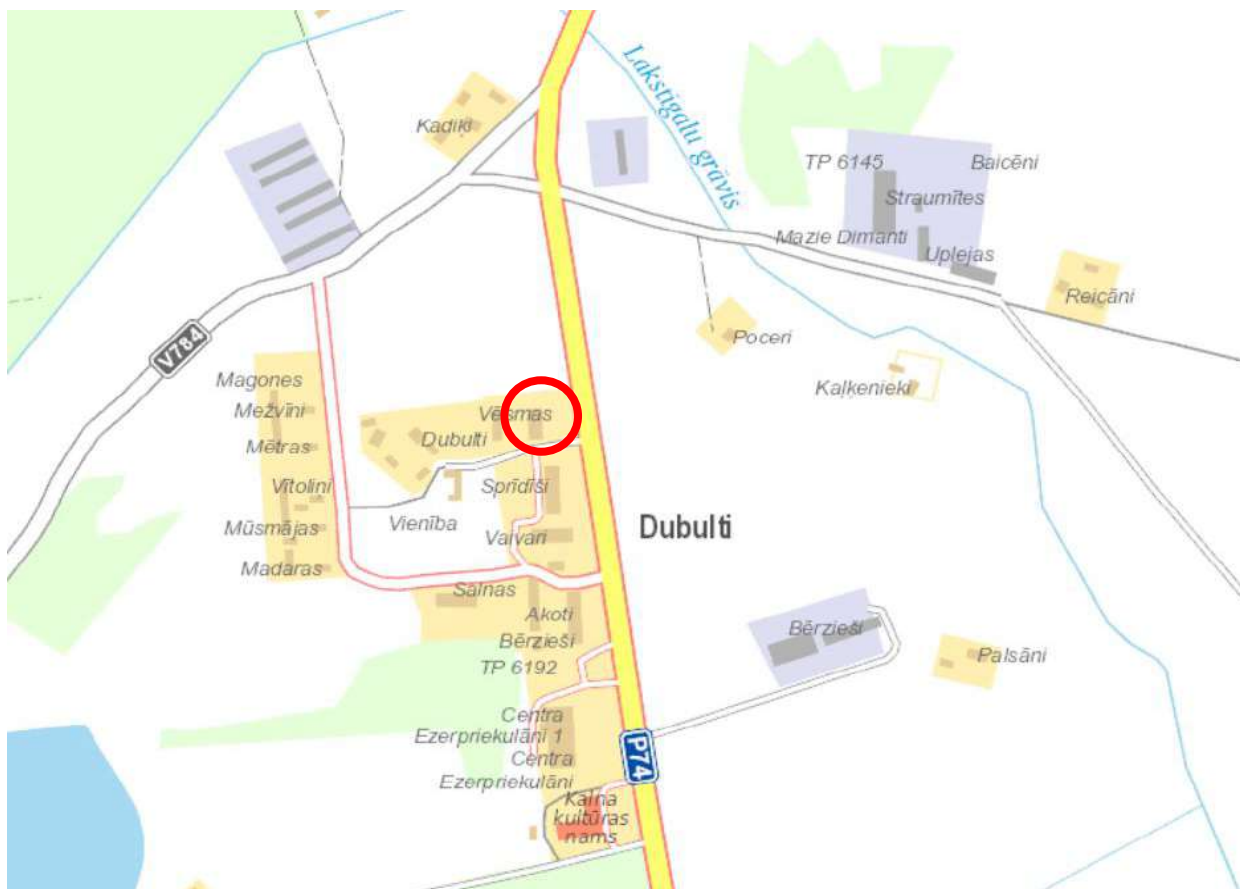 Lakstīgalu grāvis
Kadiķi
TP 6145
Baicēni
Straumītes
Mazie Dimanti
Uplejas
Reicāni
Poceri
V784
Kaļķenieki
Magones
Mežvīni
Vēsmas
Mētras
Dubulti
Vītoliņi
Sprīdīši
Mūsmājas
Vienība
Vaivari
Dubulti
Madaras
Salnas
Akoti
Bērzieši
Bērzieši
TP 6192
Palsāni
Centra
Ezerpriekulāni 1
P74
Centra
Ezerpriekulāni
Kalna
kultūras
nams